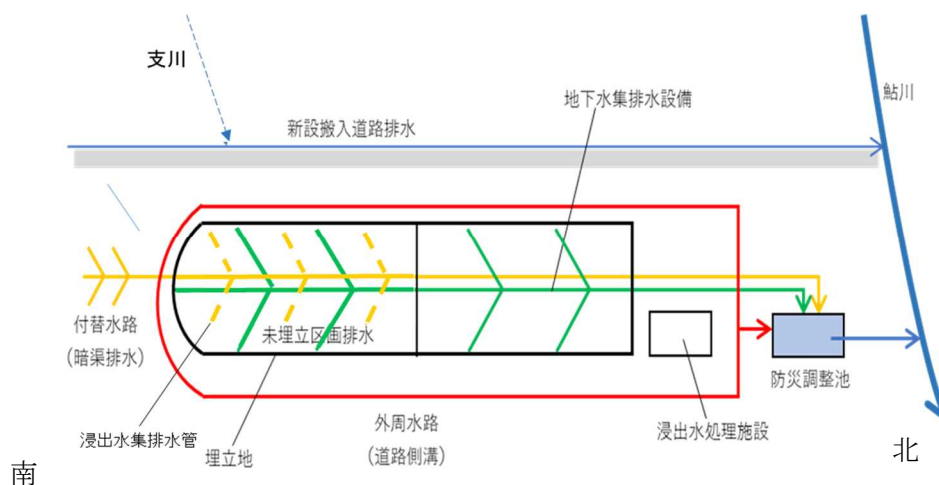 支川
地下水集排水設備
鮎川
新設搬入道路排水
付替水路
(暗渠排水)
未埋立区画排水
防災調整池
浸出水集排水管
埋立地
外周水路
(道路側溝)
浸出水処理施設
南
北